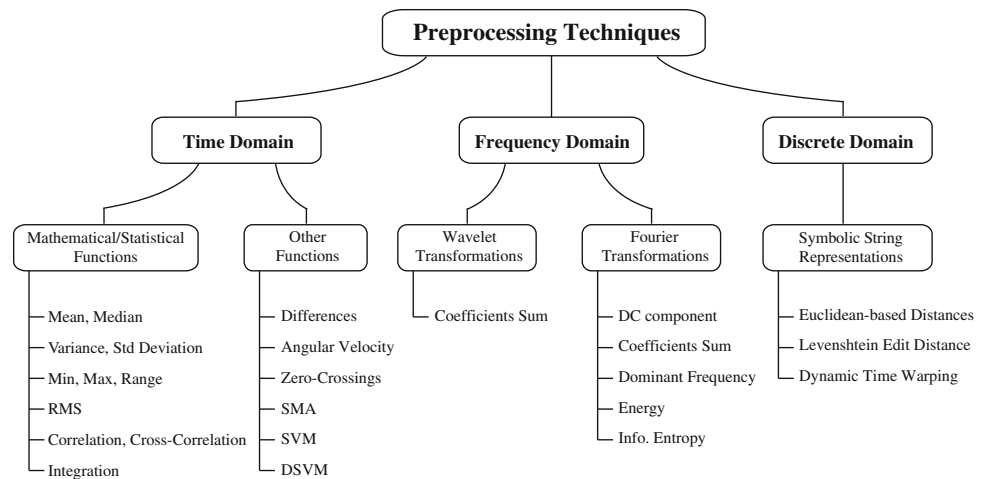 Preprocessing Techniques
Time Domain
Frequency Domain
Discrete Domain
Mathematical/Statistical
Functions
Other
Functions
Wavelet
Transformations
Fourier
Transformations
Symbolic String
Representations
Mean, Median
Variance, Std Deviation
Min, Max, Range
RMS
Correlation, Cross-Correlation
Integration
Differences
Angular Velocity
Zero-Crossings
SMA
SVM
DSVM
Coefficients Sum
DC component
Coefficients Sum
Dominant Frequency
Energy
Info. Entropy
Euclidean-based Distances
Levenshtein Edit Distance
Dynamic Time Warping